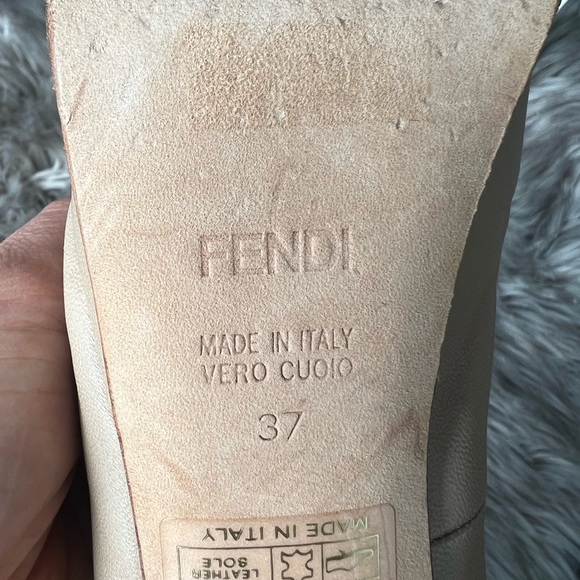 FENDI
MADE IN ITALY
VERO CUOIO
37
MADE IN ITALY
LEATHER
SOLE